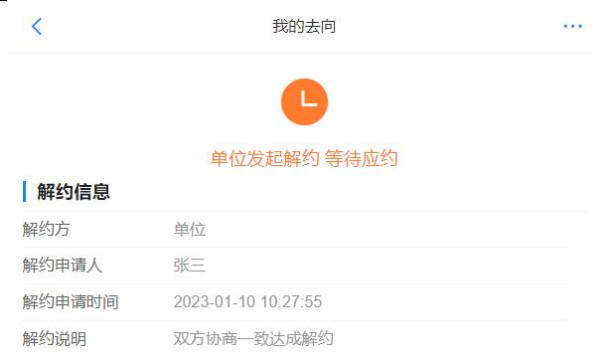 我的去向
单位发起解约 等待应约
解约信息
解约方 单位
解约申请人 张三
解约申请时间 2023-01-10 10:27:55
解约说明 双方协商一致达成解约